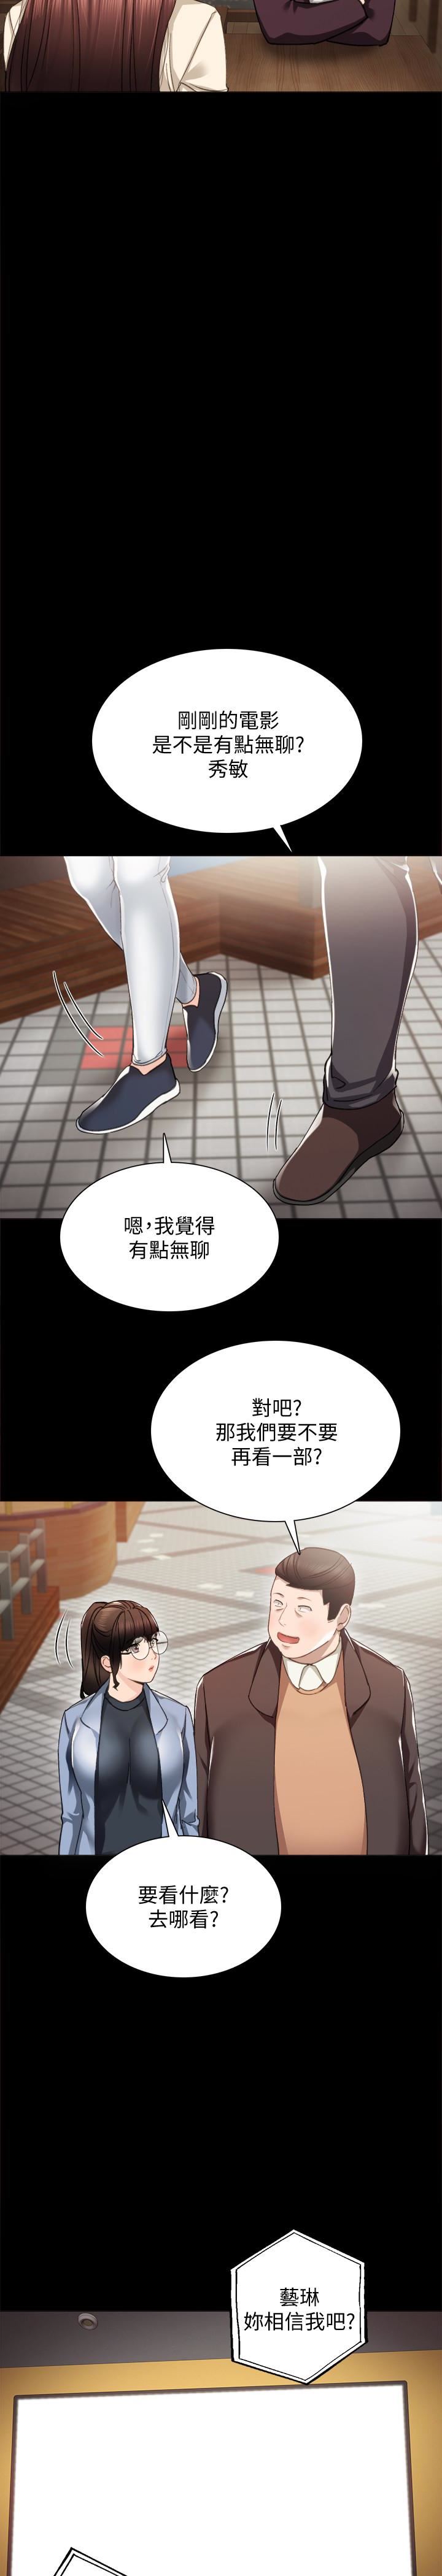 剛剛的電影
是不是有點無聊?
秀敏
嗯,我覺得
有點無聊
對吧?
那我們要不要
再看一部?
要看什麼?
去哪看?
藝琳
妳相信我吧?